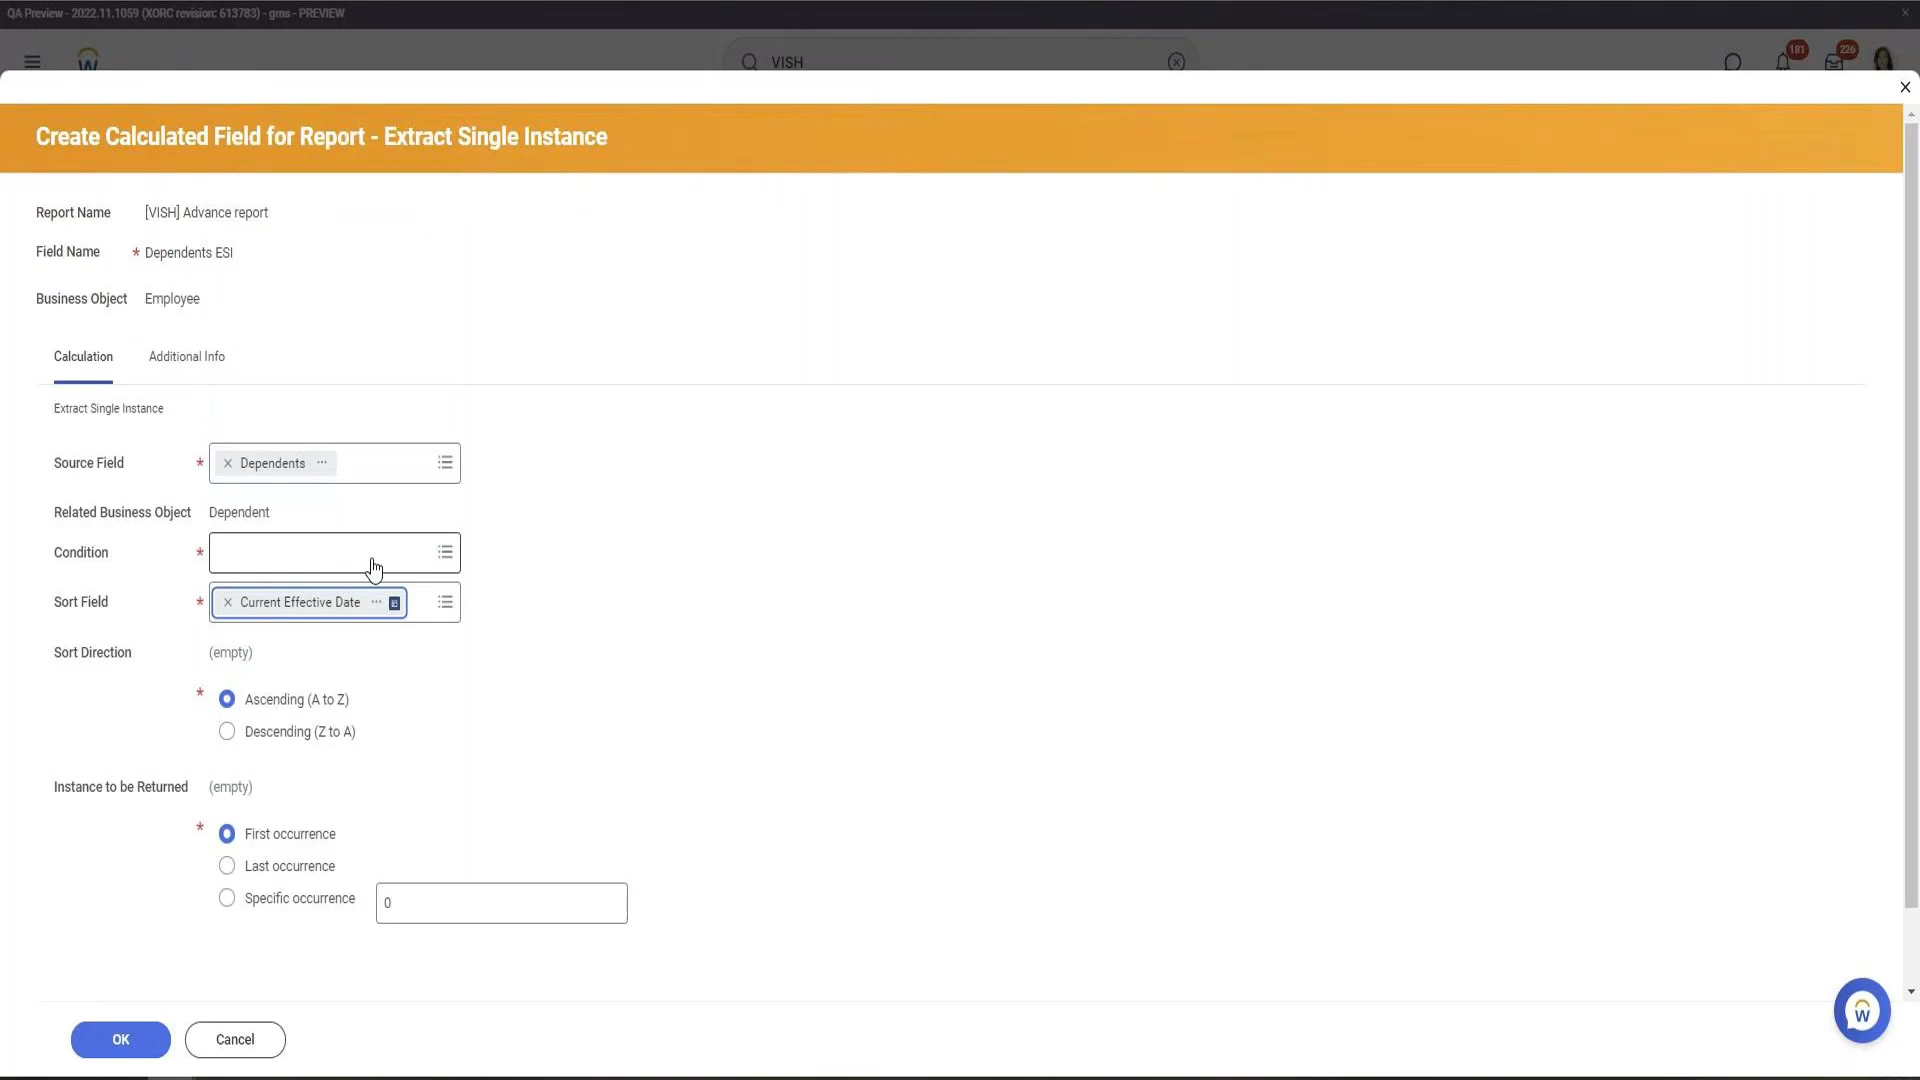 QA Preview - 2022.11.1059 (XORC revision: 613783) - gms - PREVIEW
VISH
181
226
Create Calculated Field for Report - Extract Single Instance
Report Name [VISH] Advance report
Field Name * Dependents ESI
Business Object Employee
Calculation Additional Info
Extract Single Instance
Source Field * Dependents
Related Business Object Dependent
Condition *
Sort Field * Current Effective Date
Sort Direction (empty)
* Ascending (A to Z)
Descending (Z to A)
Instance to be Returned (empty)
* First occurrence
Last occurrence
Specific occurrence 0
OK Cancel